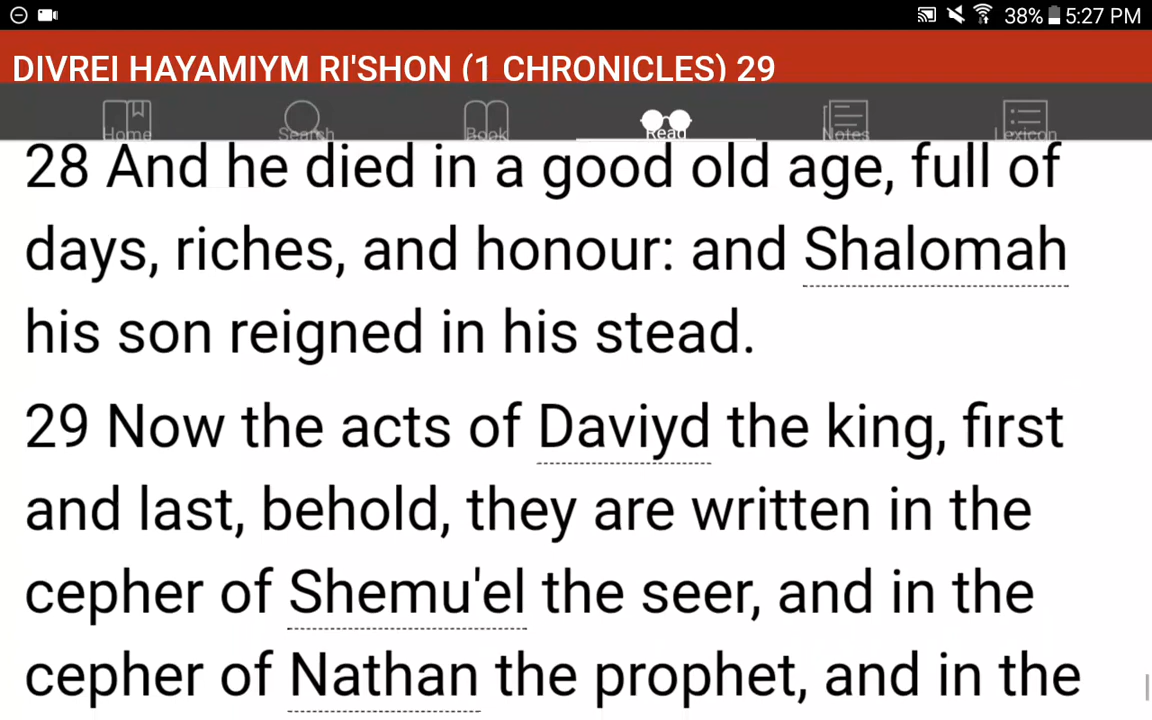 38% 5:27 PM
DIVREI HAYAMIYM RI'SHON (1 CHRONICLES) 29
Home Search Book Read Notes Lexicon
28 And he died in a good old age, full of
days, riches, and honour: and Shalomah
his son reigned in his stead.
29 Now the acts of Daviyd the king, first
and last, behold, they are written in the
cepher of Shemu'el the seer, and in the
cepher of Nathan the prophet, and in the